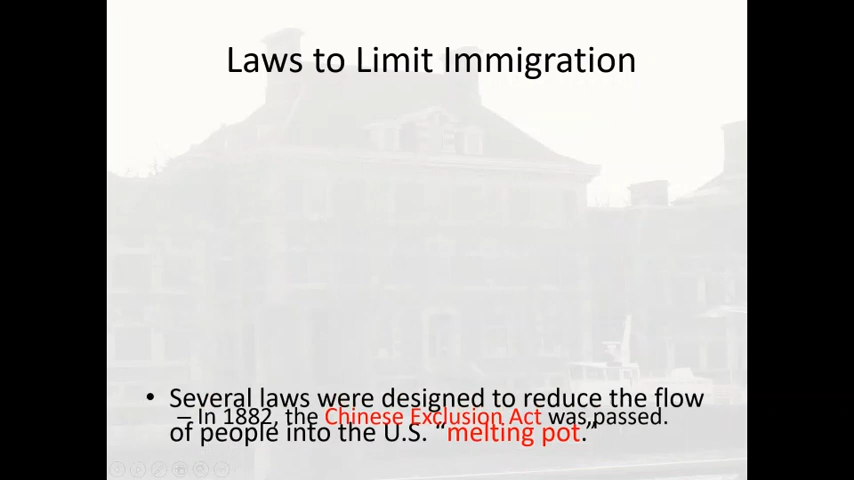 Laws to Limit Immigration
• Several laws were designed to reduce the flow
– In 1882, the Chinese Exclusion Act was passed.
of people into the U.S. “melting pot.”